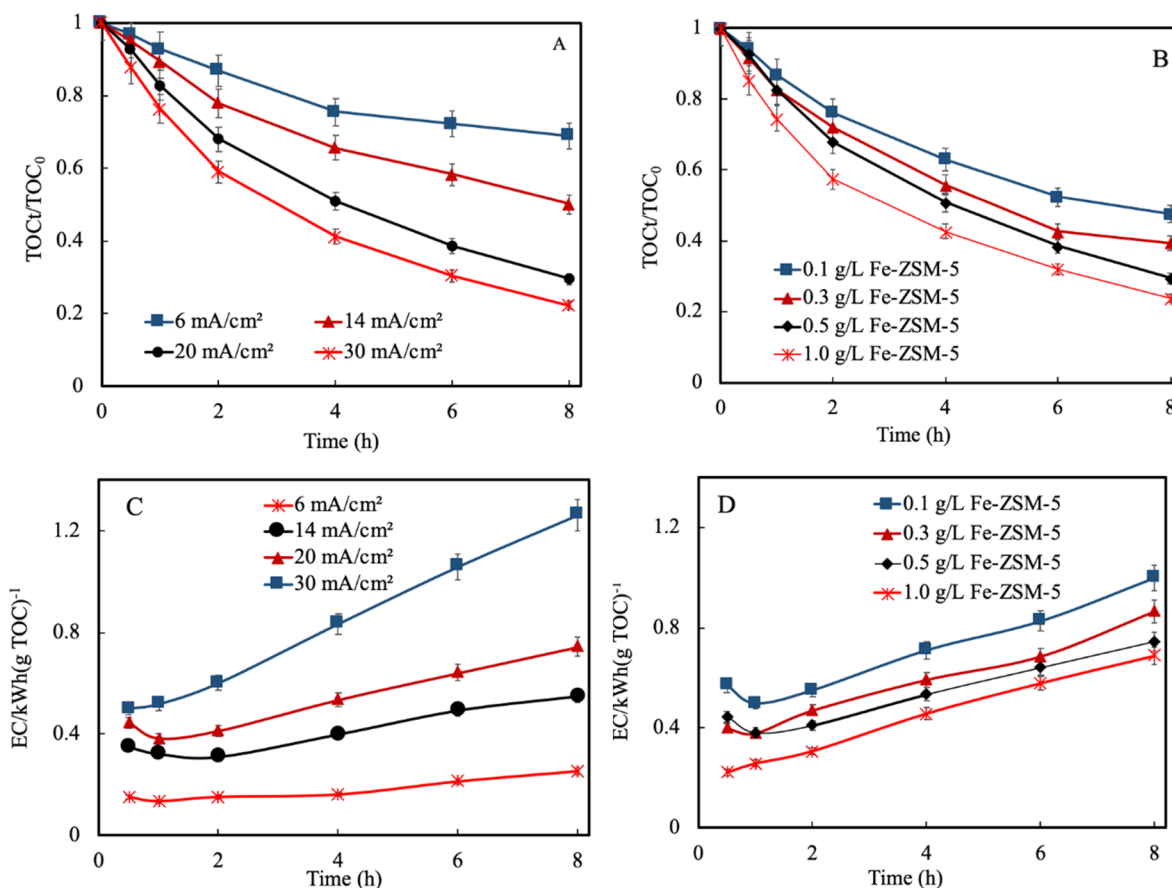 A
TOCt/TOC₀
1
0.8
0.6
0.4
0.2
0
6 mA/cm²
14 mA/cm²
20 mA/cm²
30 mA/cm²
0 2 4 6 8
Time (h)
B
TOCt/TOC₀
1
0.8
0.6
0.4
0.2
0
0.1 g/L Fe-ZSM-5
0.3 g/L Fe-ZSM-5
0.5 g/L Fe-ZSM-5
1.0 g/L Fe-ZSM-5
0 2 4 6 8
Time (h)
C
EC/kWh(g TOC)⁻¹
1.2
0.8
0.4
0
6 mA/cm²
14 mA/cm²
20 mA/cm²
30 mA/cm²
0 2 4 6 8
Time (h)
D
EC/kWh(g TOC)⁻¹
1.2
0.8
0.4
0
0.1 g/L Fe-ZSM-5
0.3 g/L Fe-ZSM-5
0.5 g/L Fe-ZSM-5
1.0 g/L Fe-ZSM-5
0 2 4 6 8
Time (h)